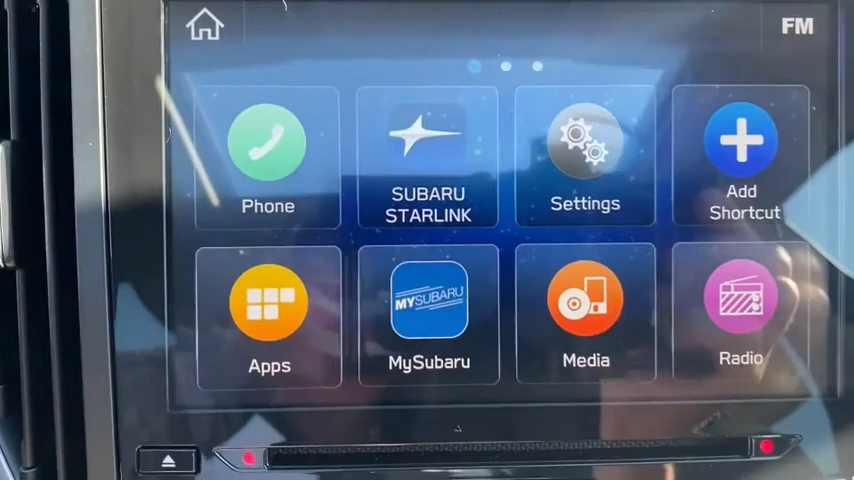 FM
Phone
SUBARU
STARLINK
Settings
Add
Shortcut
Apps
MYSUBARU
MySubaru
Media
Radio